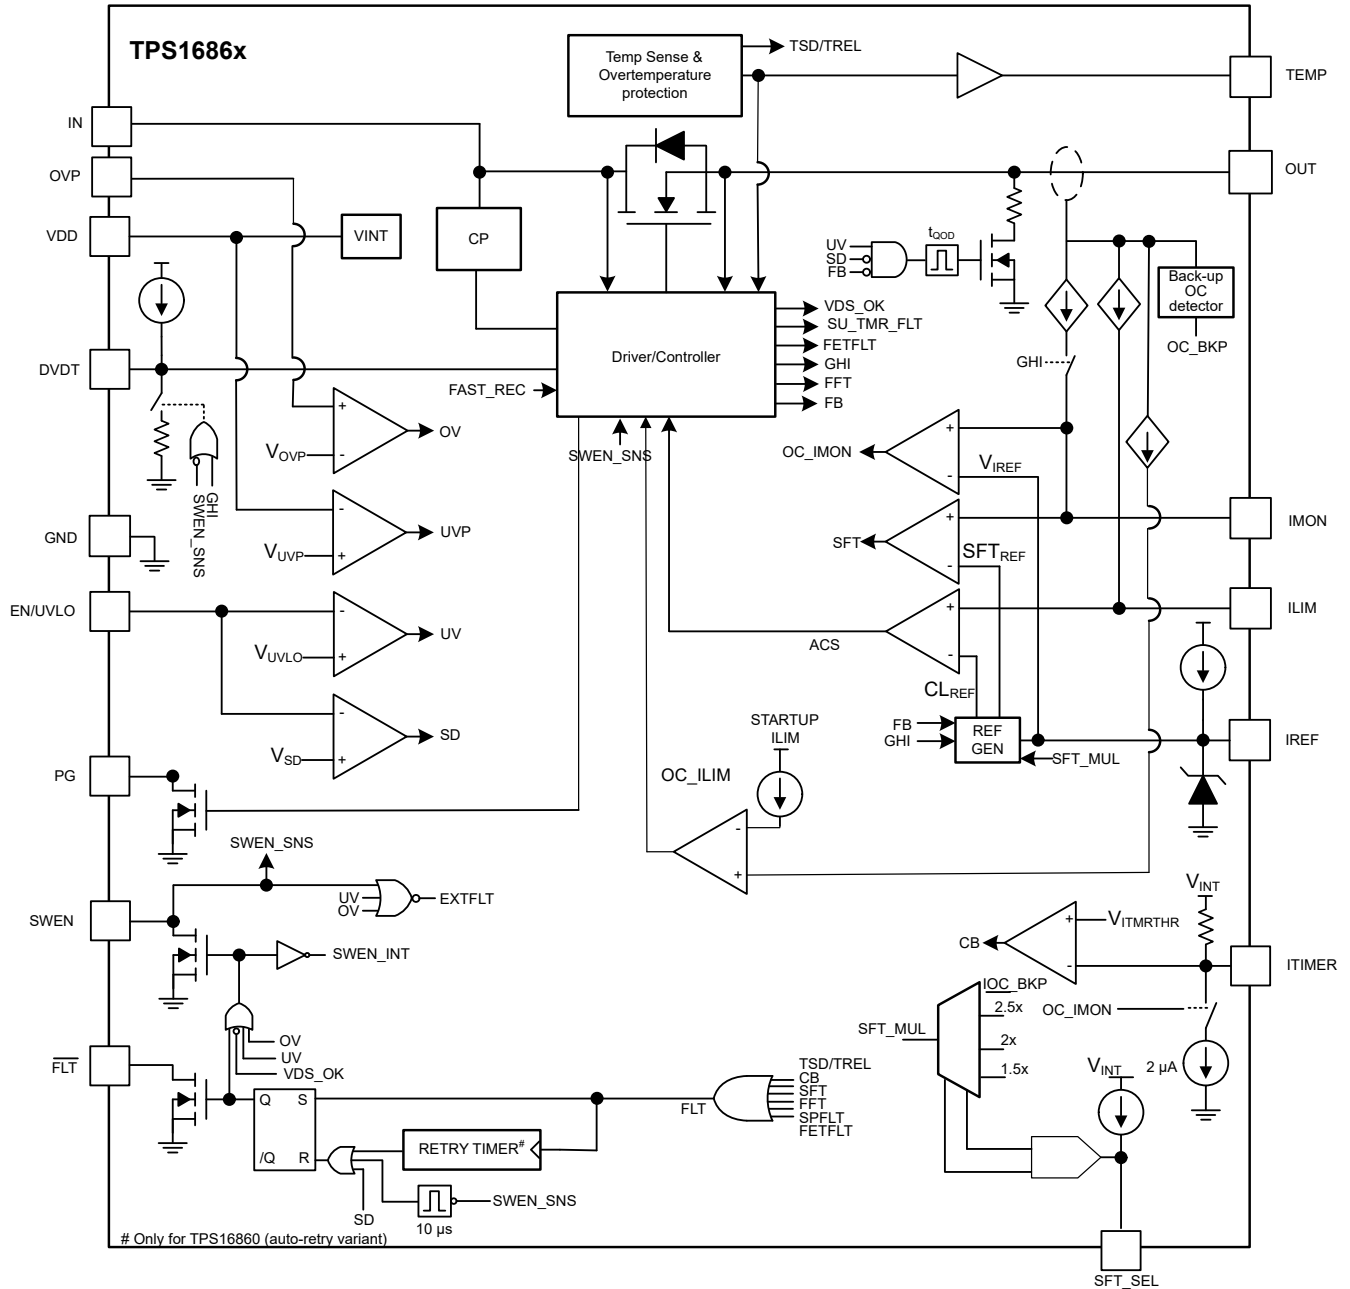 TPS1686x
Temp Sense &
Overtemperature
protection
TSD/TREL
TEMP
IN
OVP
OUT
VDD
VINT
CP
UV
SD
FB
tQOD
Back-up
OC
detector
OC_BKP
DVDT
Driver/Controller
VDS_OK
SU_TMR_FLT
FETFLT
GHI
FFT
FB
GHI
FAST_REC
SWEN_SNS
VOVP
+
-
OV
GHI
SWEN_SNS
OC_IMON
+
-
VIREF
GND
VUVP
-
+
UVP
SFT
+
-
SFTREF
IMON
EN/UVLO
VUVLO
-
+
UV
ACS
+
-
CLREF
ILIM
VSD
-
+
SD
STARTUP
ILIM
OC_ILIM
-
+
FB
GHI
REF
GEN
SFT_MUL
IREF
PG
SWEN_SNS
SWEN
UV
OV
EXTFLT
SWEN_INT
VINT
CB
+
-
VITMRTHR
ITIMER
OC_IMON
2 µA
OV
UV
VDS_OK
FLT
Q
S
/Q
R
RETRY TIMER#
SD
10 µs
SWEN_SNS
FLT
TSD/TREL
CB
SFT
FFT
SPFLT
FETFLT
SFT_MUL
IOC_BKP
2.5x
2x
1.5x
VINT
# Only for TPS16860 (auto-retry variant)
SFT_SEL